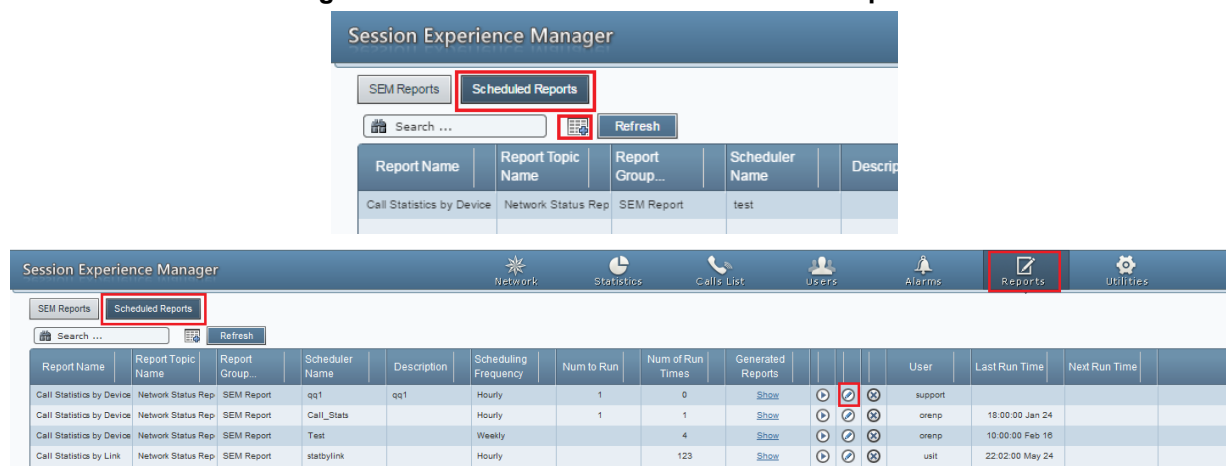 Session Experience Manager
SEM Reports Scheduled Reports
Search ... Refresh
Report Name Report Topic Name Report Group... Scheduler Name Descrip
Call Statistics by Device Network Status Rep SEM Report test
Session Experience Manager Network Statistics Calls List Users Alarms Reports Utilities
SEM Reports Scheduled Reports
Search ... Refresh
Report Name Report Topic Name Report Group... Scheduler Name Description Scheduling Frequency Num to Run Num of Run Times Generated Reports User Last Run Time Next Run Time
Call Statistics by Device Network Status Rep SEM Report qq1 qq1 Hourly 1 0 Show support
Call Statistics by Device Network Status Rep SEM Report Call_Stats Hourly 1 1 Show orenp 18:00:00 Jan 24
Call Statistics by Device Network Status Rep SEM Report Test Weekly 4 Show orenp 10:00:00 Feb 16
Call Statistics by Link Network Status Rep SEM Report statbylink Hourly 123 Show usit 22:02:00 May 24